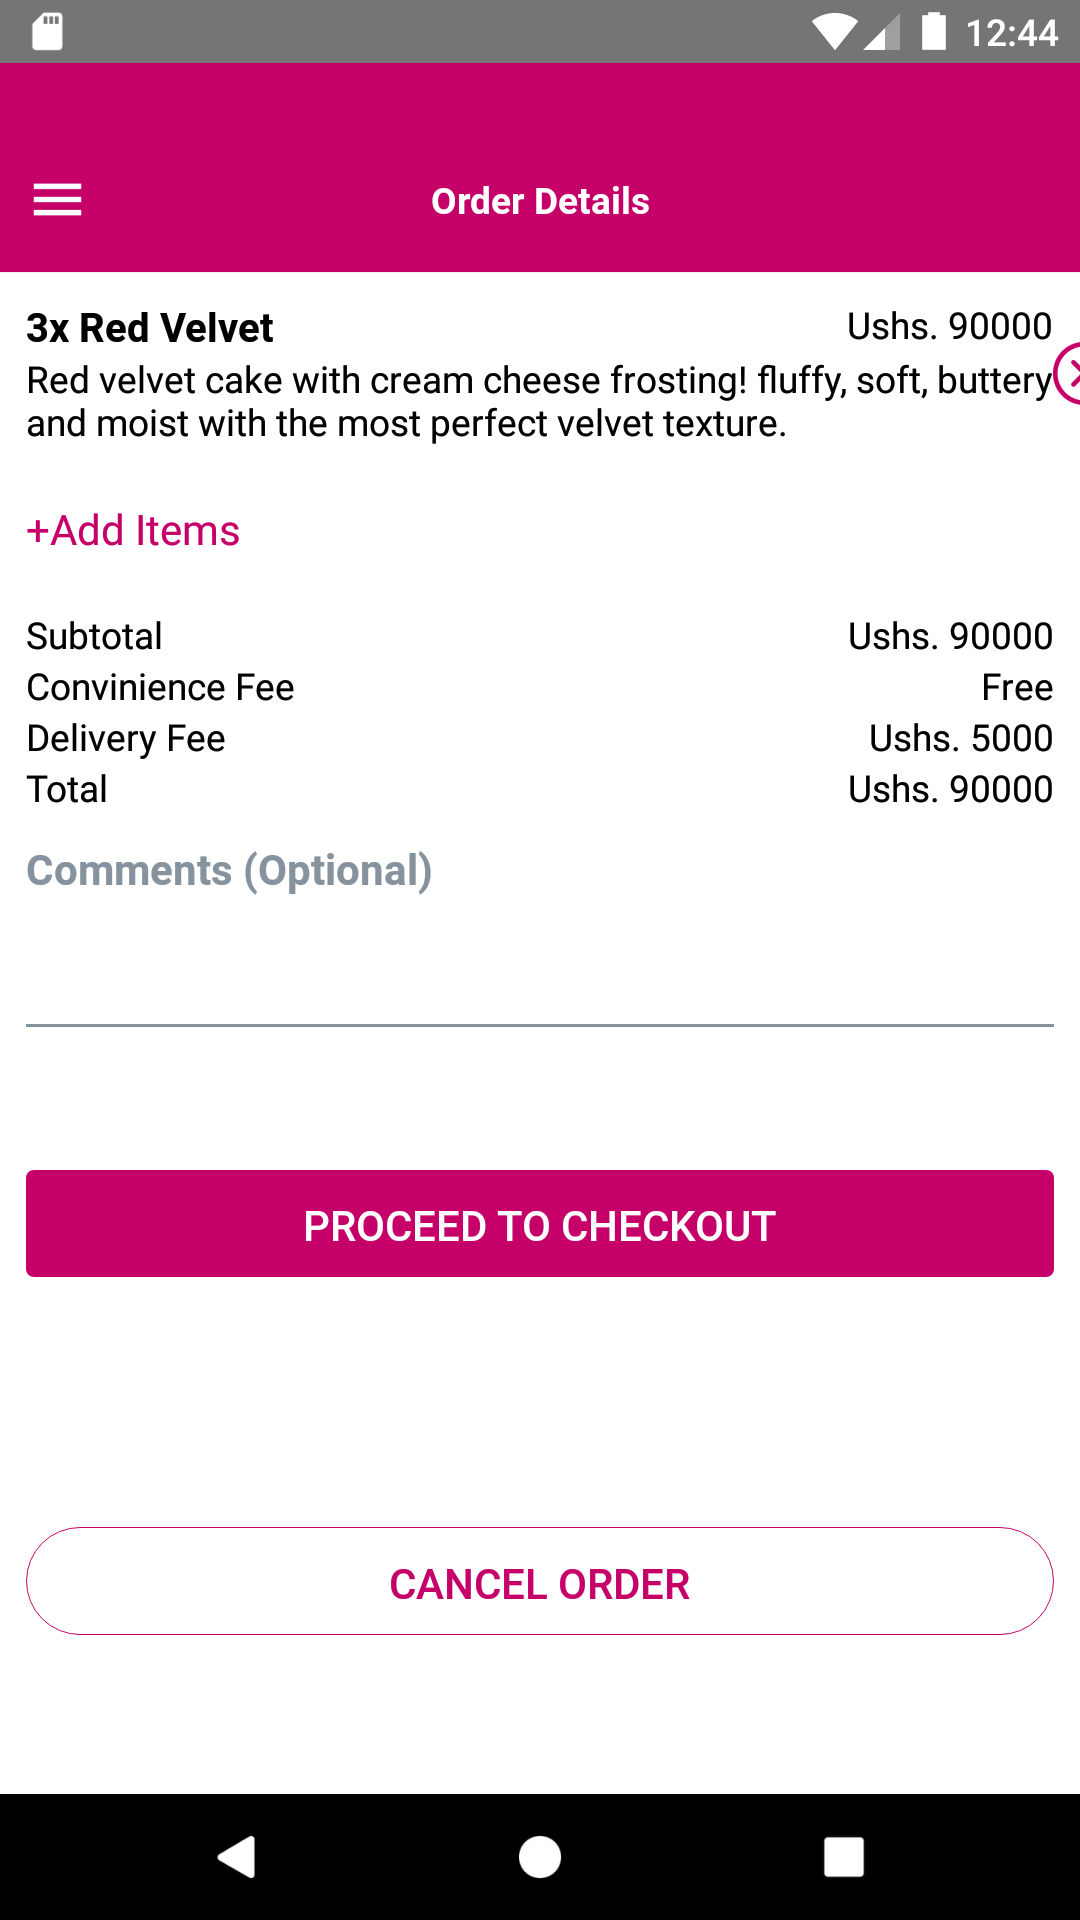 12:44
Order Details
3x Red Velvet
Ushs. 90000
Red velvet cake with cream cheese frosting! fluffy, soft, buttery
and moist with the most perfect velvet texture.
+Add Items
Subtotal
Ushs. 90000
Convinience Fee
Free
Delivery Fee
Ushs. 5000
Total
Ushs. 90000
Comments (Optional)
PROCEED TO CHECKOUT
CANCEL ORDER